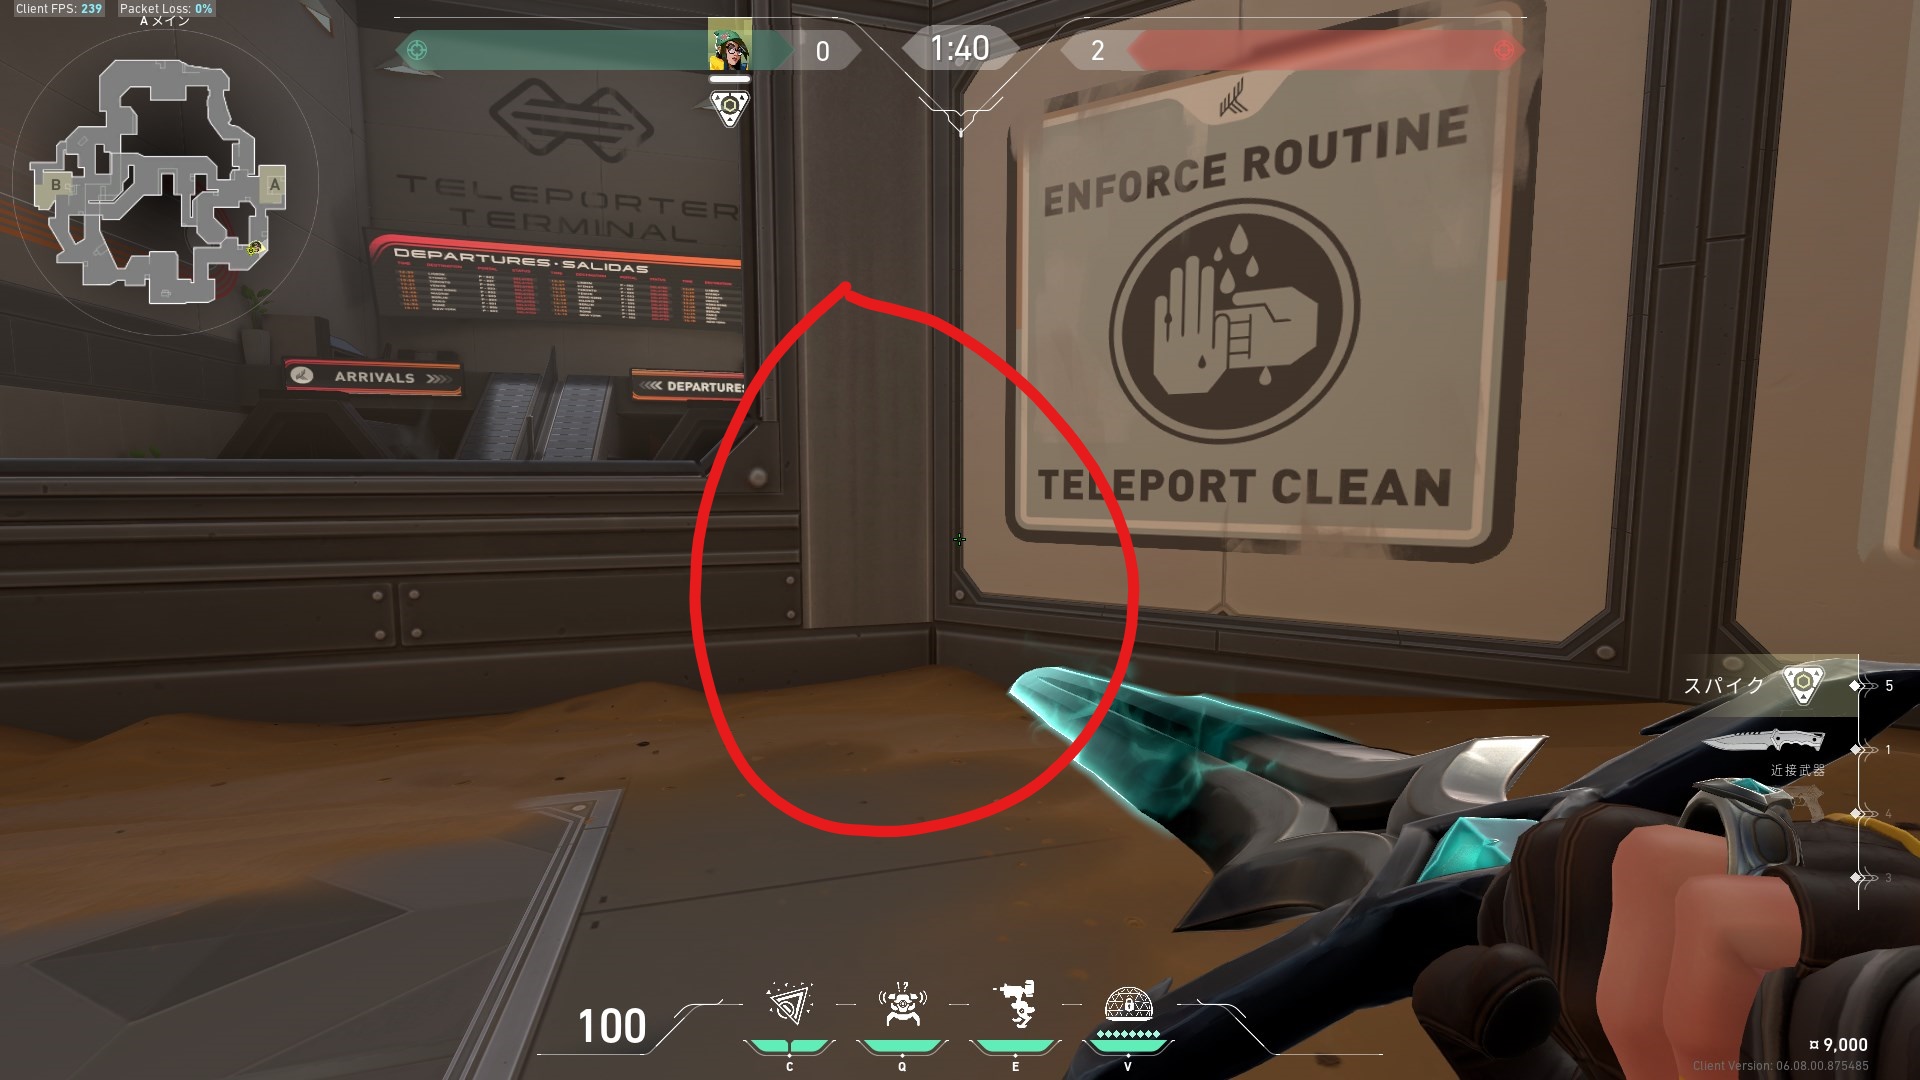 Client FPS: 239
Packet Loss: 0%
A メイン
B
A
0
1:40
2
TELEPORTER
TERMINAL
DEPARTURES · SALIDAS
ARRIVALS
DEPARTURES
ENFORCE ROUTINE
TELEPORT CLEAN
スパイク
5
1
近接武器
4
3
100
C
Q
E
V
¤ 9,000
Client Version: 06.08.00.875485